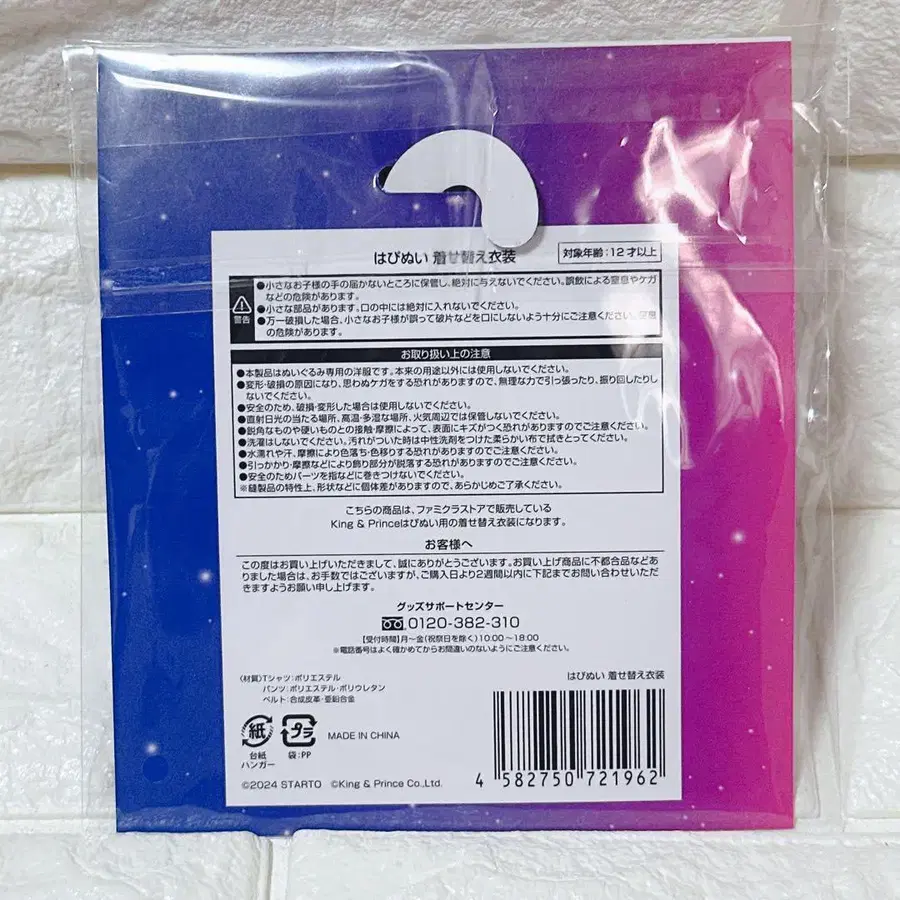 はぴぬい 着せ替え衣装
対象年齢:12才以上
警告
●小さなお子様の手の届かないところに保管し、絶対に与えないでください。誤飲による窒息やケガ
などの危険があります。
●小さな部品があります。口の中には絶対に入れないでください。
●万一破損した場合、小さなお子様が誤って破片などを口にしないよう十分にご注意ください。窒息
の危険があります。
お取り扱い上の注意
●本製品はぬいぐるみ専用の洋服です。本来の用途以外には使用しないでください。
●変形・破損の原因になり、思わぬケガをする恐れがありますので、無理な力で引っ張ったり、振り回したりし
ないでください。
●安全のため、破損・変形した場合は使用しないでください。
●直射日光の当たる場所、高温・多湿な場所、火気周辺では保管しないでください。
●鋭角なものや硬いものとの接触・摩擦によって、表面にキズがつく恐れがありますのでご注意ください。
●洗濯はしないでください。汚れがついた時は中性洗剤をつけた柔らかい布で拭きとってください。
●水濡れや汗、摩擦により色落ち・色移りする恐れがありますのでご注意ください。
●引っかかり・摩擦などにより飾り部分が脱落する恐れがありますのでご注意ください。
●安全のためパーツを指などに巻きつけないでください。
※縫製品の特性上、形状などに個体差がありますので、あらかじめご了承ください。
こちらの商品は、ファミクラストアで販売している
King & Princeはぴぬい用の着せ替え衣装になります。
お客様へ
この度はお買い上げいただきまして、誠にありがとうございます。お買い上げ商品に不都合品などあ
りました場合は、お手数ではございますが、ご購入日より2週間以内に下記までお問い合わせいただ
きますようお願い申し上げます。
グッズサポートセンター
0120-382-310
【受付時間】月〜金(祝祭日を除く)10:00〜18:00
※電話番号はよく確かめてからお間違いのないようにご注意ください。
〈材質〉Tシャツ:ポリエステル
パンツ:ポリエステル・ポリウレタン
ベルト:合成皮革・亜鉛合金
はぴぬい 着せ替え衣装
紙
プラ
MADE IN CHINA
台紙
ハンガー
袋:PP
4 582750 721962
©2024 STARTO ©King & Prince Co.,Ltd.